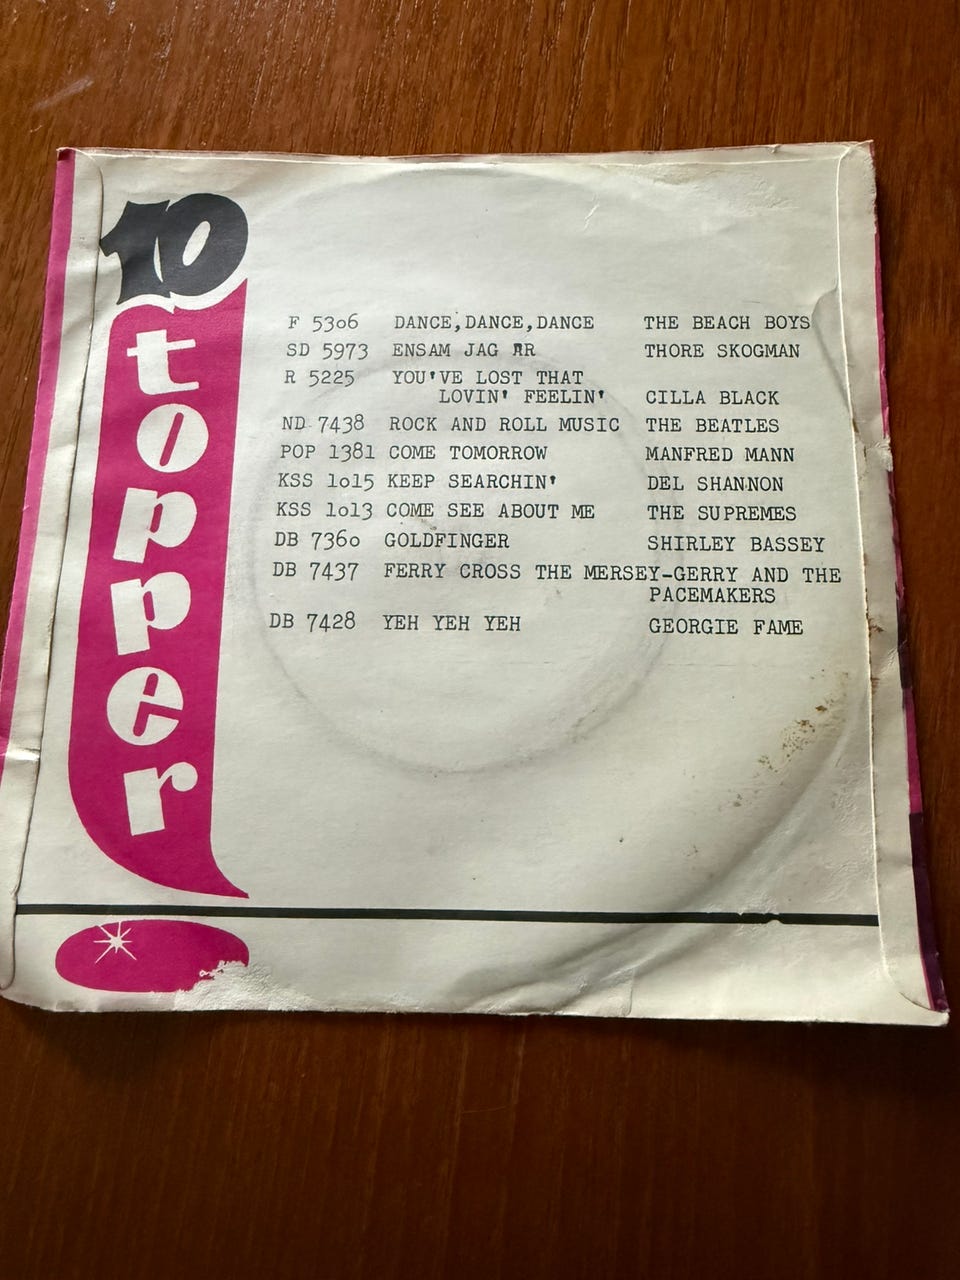 10
topper
F 5306 DANCE,DANCE,DANCE THE BEACH BOYS
SD 5973 ENSAM JAG ÄR THORE SKOGMAN
R 5225 YOU'VE LOST THAT
LOVIN' FEELIN' CILLA BLACK
ND 7438 ROCK AND ROLL MUSIC THE BEATLES
POP 1381 COME TOMORROW MANFRED MANN
KSS 1o15 KEEP SEARCHIN' DEL SHANNON
KSS 1o13 COME SEE ABOUT ME THE SUPREMES
DB 736o GOLDFINGER SHIRLEY BASSEY
DB 7437 FERRY CROSS THE MERSEY-GERRY AND THE
PACEMAKERS
DB 7428 YEH YEH YEH GEORGIE FAME